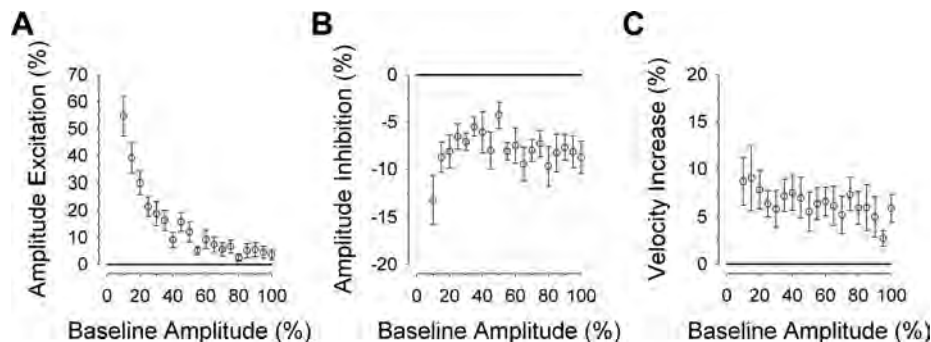 A
Amplitude Excitation (%)
70
60
50
40
30
20
10
0
0 20 40 60 80 100
Baseline Amplitude (%)
B
Amplitude Inhibition (%)
0
-5
-10
-15
-20
0 20 40 60 80 100
Baseline Amplitude (%)
C
Velocity Increase (%)
20
15
10
5
0
0 20 40 60 80 100
Baseline Amplitude (%)